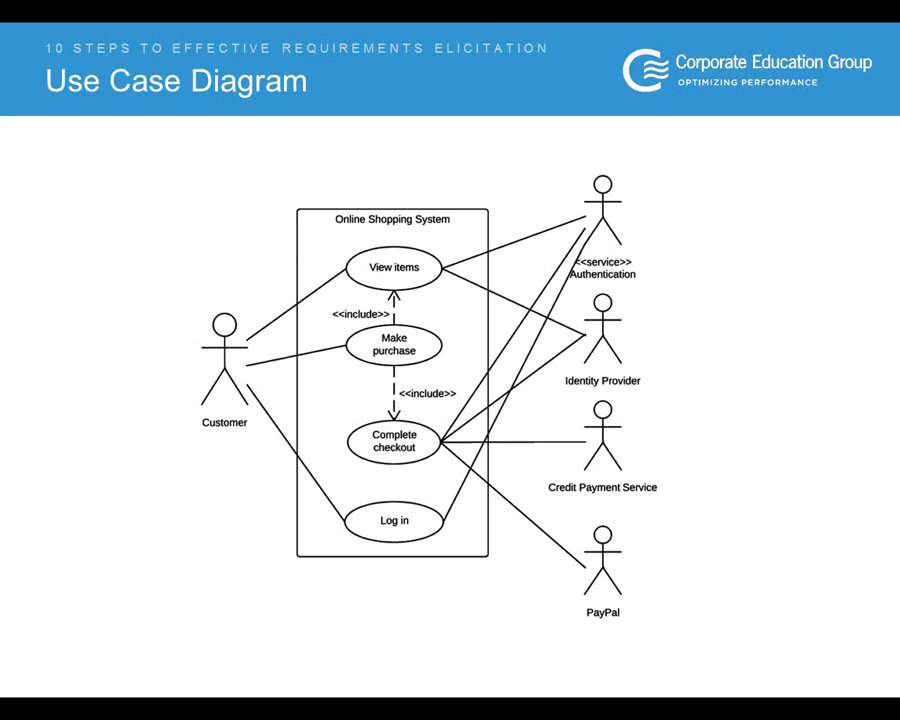 10 STEPS TO EFFECTIVE REQUIREMENTS ELICITATION
Use Case Diagram
Corporate Education Group
OPTIMIZING PERFORMANCE
Online Shopping System
View items
<<include>>
Make
purchase
<<include>>
Complete
checkout
Log in
Customer
<<service>>
Authentication
Identity Provider
Credit Payment Service
PayPal